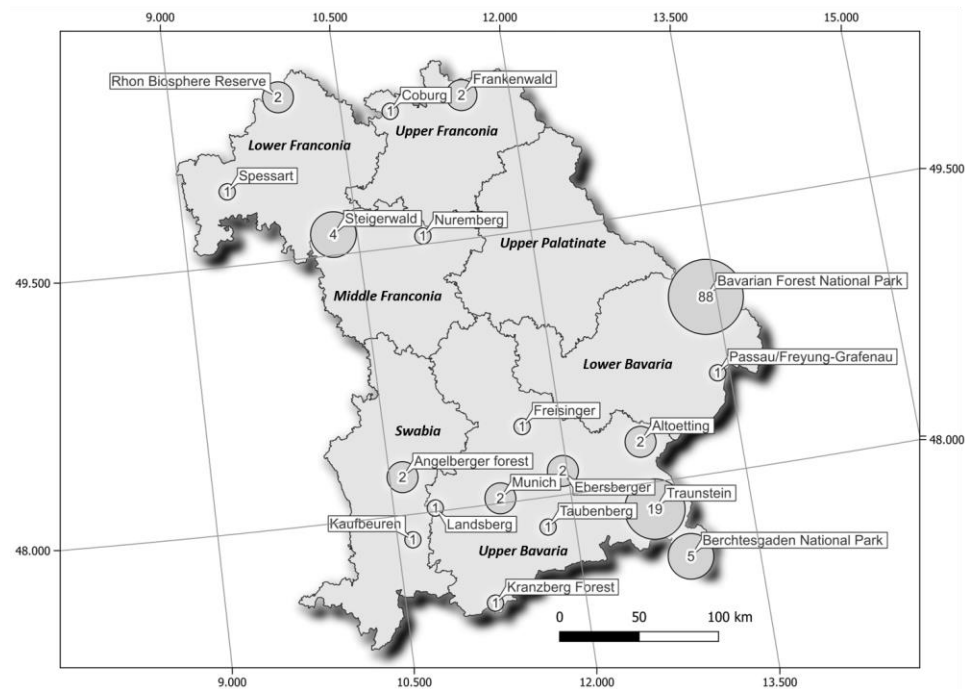 9.000
10.500
12.000
13.500
15.000
Rhon Biosphere Reserve
2
Frankenwald
2
Coburg
1
Upper Franconia
Lower Franconia
49.500
Spessart
1
Steigerwald
4
Nuremberg
1
Upper Palatinate
49.500
Middle Franconia
Bavarian Forest National Park
88
Passau/Freyung-Grafenau
1
Lower Bavaria
Freisinger
1
Swabia
Altoetting
2
48.000
Angelberger forest
2
2
Ebersberger
Munich
2
Traunstein
19
1
Landsberg
Taubenberg
1
Kaufbeuren
1
Berchtesgaden National Park
5
48.000
Upper Bavaria
Kranzberg Forest
1
0
50
100 km
9.000
10.500
12.000
13.500